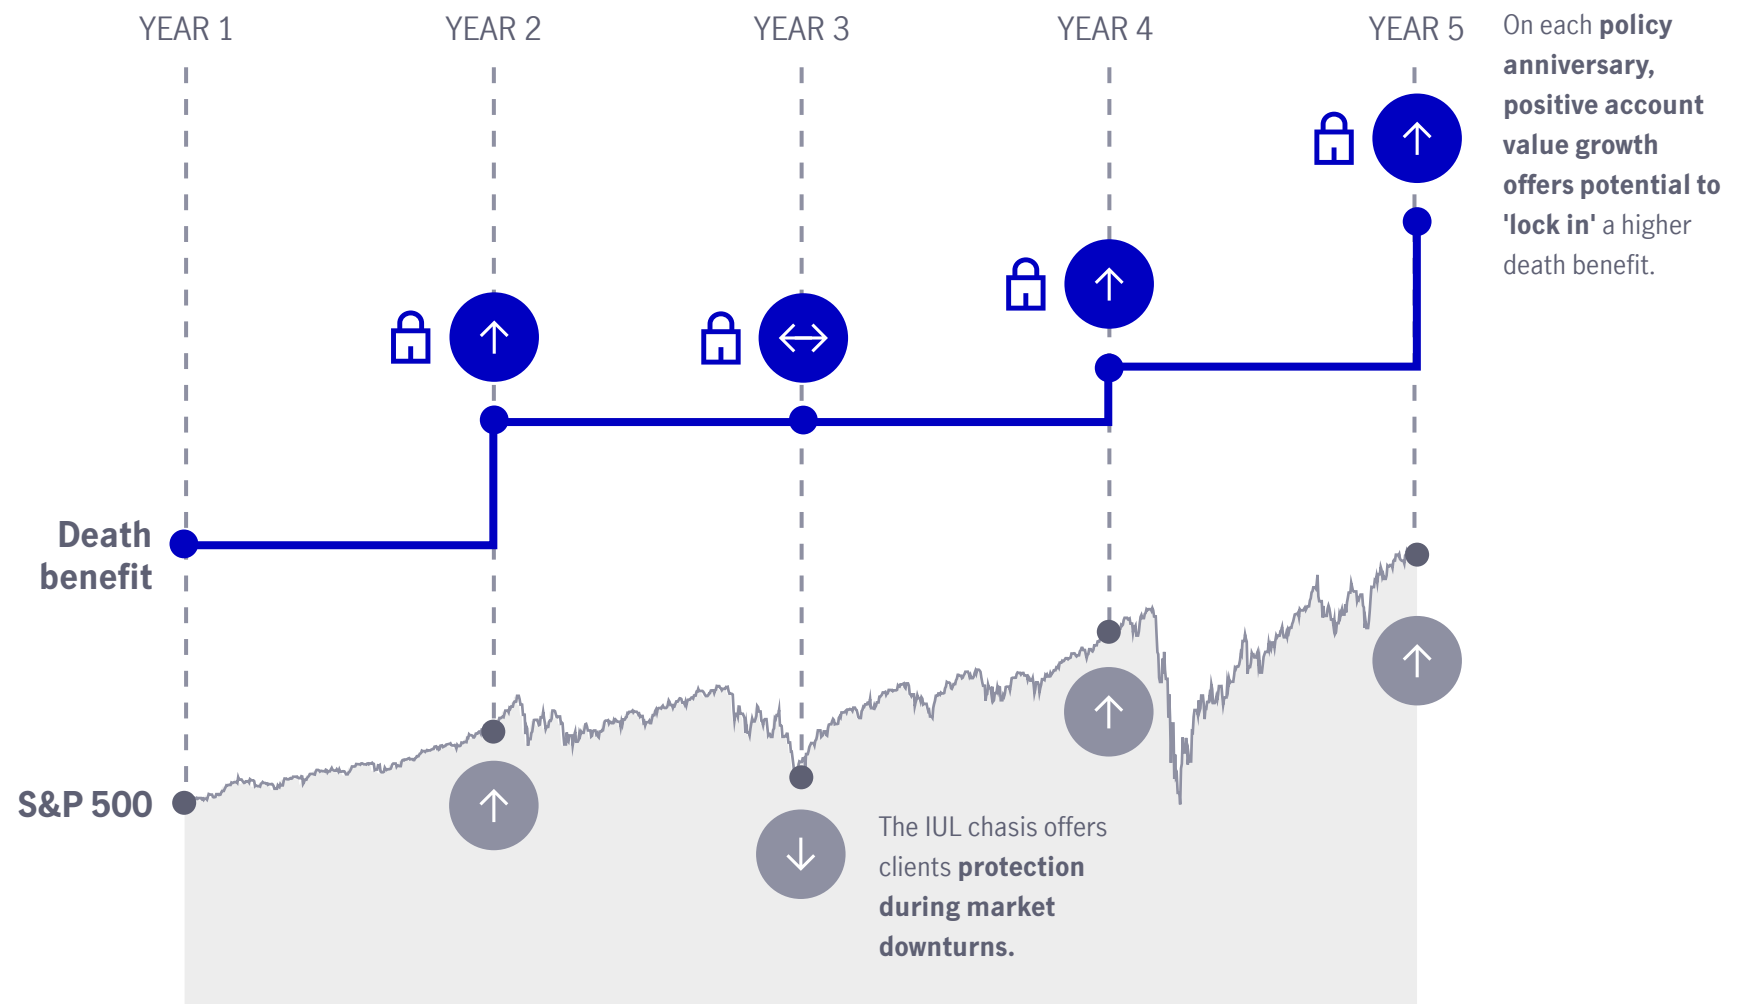 YEAR 1
YEAR 2
YEAR 3
YEAR 4
YEAR 5
On each policy
anniversary,
positive account
value growth
offers potential to
'lock in' a higher
death benefit.
Death
benefit
S&P 500
The IUL chasis offers
clients protection
during market
downturns.